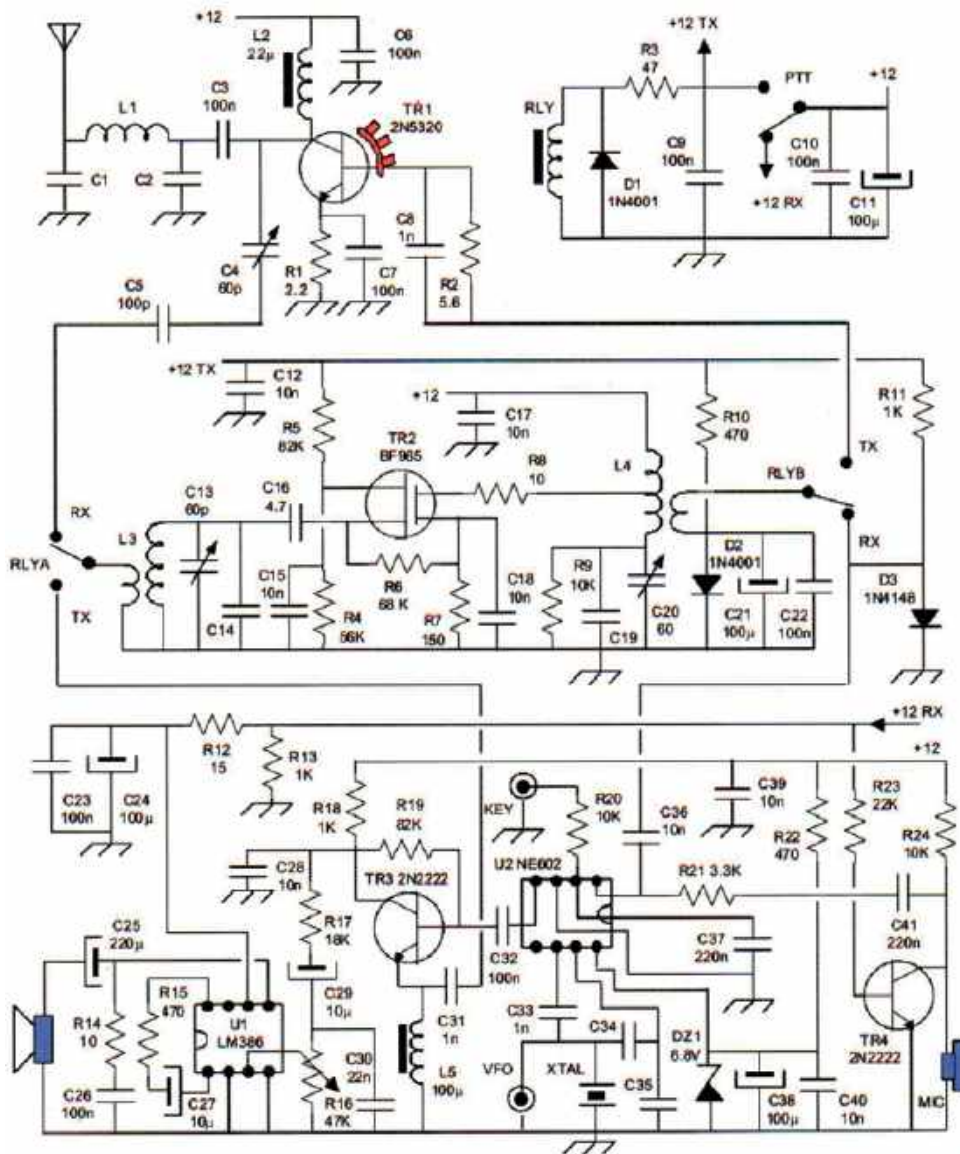 +12
L2
22µ
C6
100n
+12 TX
R3
47
PTT
+12
L1
C3
100n
TR1
2N5320
RLY
C1
C2
C8
1n
D1
1N4001
C9
100n
C10
100n
+12 RX
C11
100µ
C5
100p
C4
60p
R1
2.2
C7
100n
R2
5.6
+12 TX
C12
10n
R5
82K
+12
C17
10n
R10
470
R11
1K
TR2
BF965
R8
10
L4
TX
RLYB
RX
C13
60p
C16
4.7
RX
RLYA
TX
L3
C14
C15
10n
R6
68 K
R4
56K
R7
150
C18
10n
R9
10K
C19
C20
60
D2
1N4001
C21
100µ
C22
100n
D3
1N4148
+12 RX
R12
15
R13
1K
+12
C23
100n
C24
100µ
R18
1K
R19
82K
KEY
R20
10K
C36
10n
C39
10n
R22
470
R23
22K
R24
10K
C28
10n
TR3 2N2222
U2 NE602
R21 3.3K
R17
18K
C41
220n
C25
220µ
C32
100n
C37
220n
C29
10µ
R15
470
R14
10
U1
LM386
C31
1n
C33
1n
C34
DZ1
6.8V
TR4
2N2222
C30
22n
L5
100µ
VFO
XTAL
C35
C26
100n
C27
10µ
R16
47K
C38
100µ
C40
10n
MIC